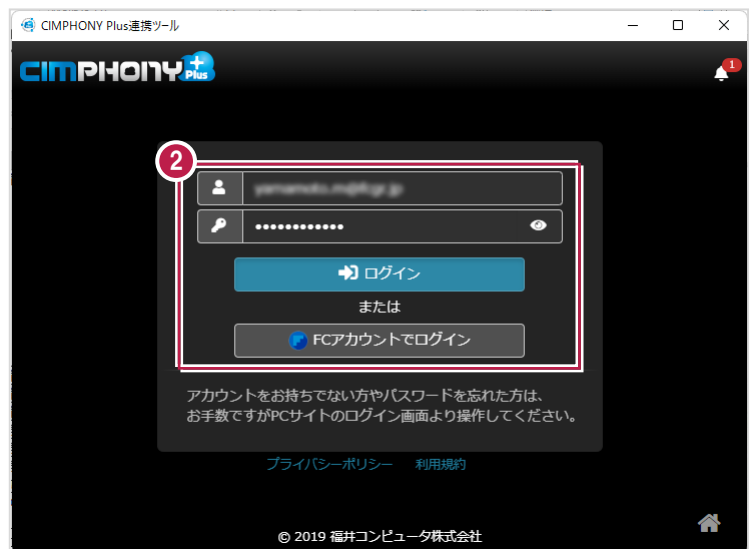 CIMPHONY Plus連携ツール
CIMPHONY Plus
1
2
ログイン
または
FCアカウントでログイン
アカウントをお持ちでない方やパスワードを忘れた方は、
お手数ですがPCサイトのログイン画面より操作してください。
プライバシーポリシー 利用規約
© 2019 福井コンピュータ株式会社